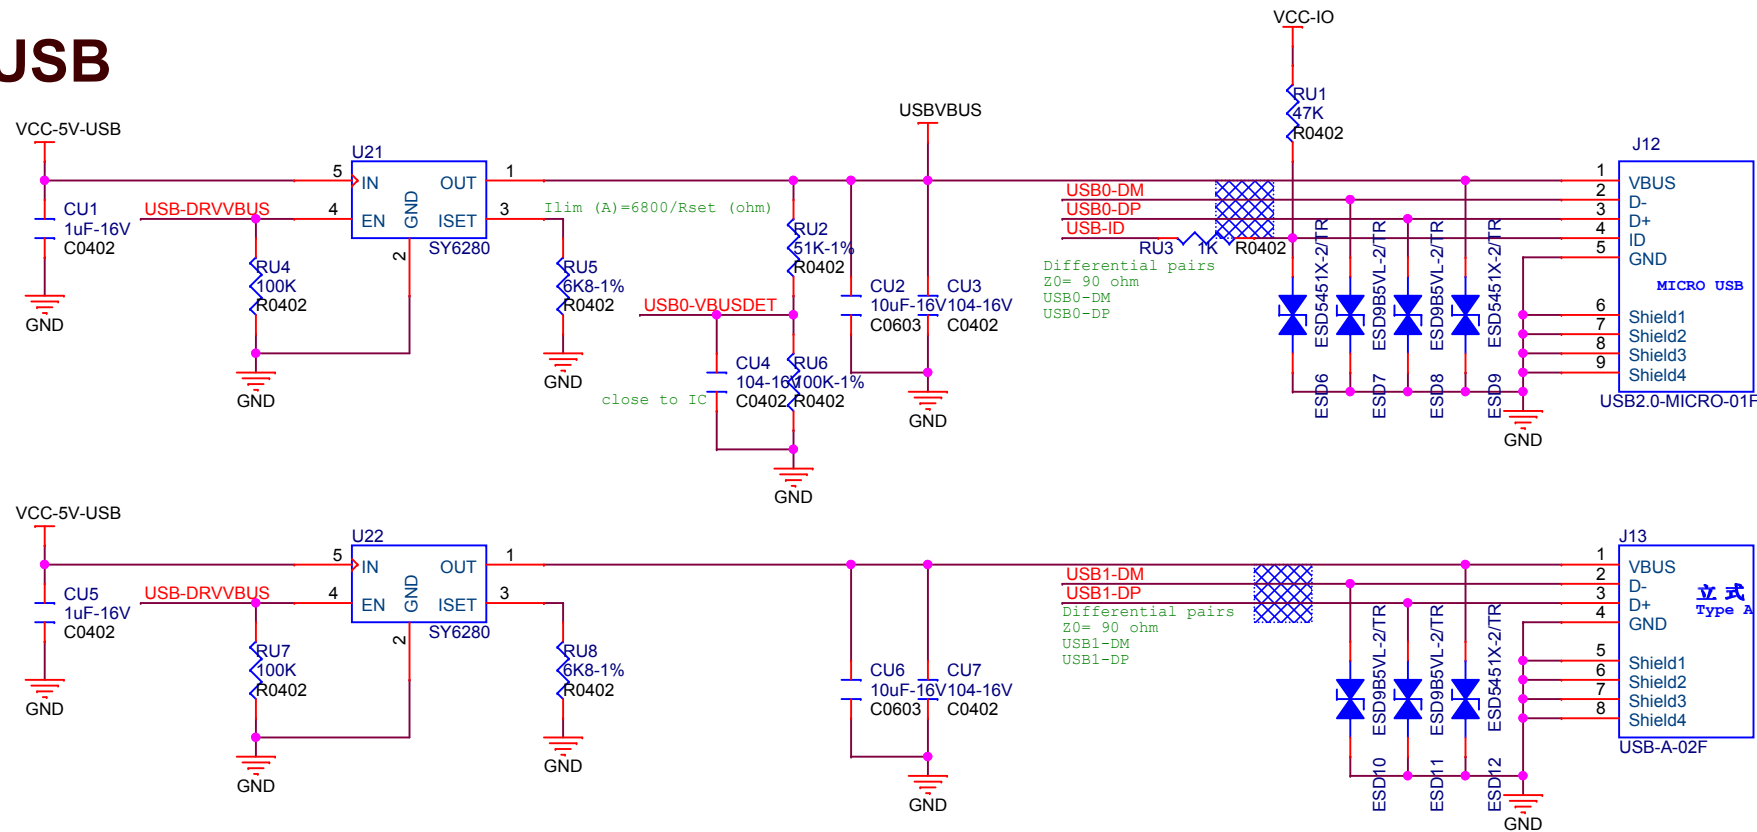 USB
VCC-IO
RU1
47K
R0402
VCC-5V-USB
CU1
1uF-16V
C0402
GND
USB-DRVVBUS
RU4
100K
R0402
GND
U21
5
IN
OUT
1
4
EN
GND
ISET
3
2
SY6280
Ilim (A)=6800/Rset (ohm)
RU5
6K8-1%
R0402
GND
USB0-VBUSDET
RU2
51K-1%
R0402
CU4
104-16V
C0402
close to IC
RU6
100K-1%
R0402
GND
USBVBUS
CU2
10uF-16V
C0603
CU3
104-16V
C0402
GND
USB0-DM
USB0-DP
USB-ID
RU3
1K
R0402
Differential pairs
Z0= 90 ohm
USB0-DM
USB0-DP
ESD5451X-2/TR
ESD9B5VL-2/TR
ESD9B5VL-2/TR
ESD5451X-2/TR
ESD6
ESD7
ESD8
ESD9
GND
J12
1
VBUS
2
D-
3
D+
4
ID
5
GND
MICRO USB
6
Shield1
7
Shield2
8
Shield3
9
Shield4
USB2.0-MICRO-01F
VCC-5V-USB
CU5
1uF-16V
C0402
GND
USB-DRVVBUS
RU7
100K
R0402
GND
U22
5
IN
OUT
1
4
EN
GND
ISET
3
2
SY6280
RU8
6K8-1%
R0402
GND
CU6
10uF-16V
C0603
CU7
104-16V
C0402
GND
USB1-DM
USB1-DP
Differential pairs
Z0= 90 ohm
USB1-DM
USB1-DP
ESD9B5VL-2/TR
ESD9B5VL-2/TR
ESD5451X-2/TR
ESD10
ESD11
ESD12
GND
J13
1
VBUS
2
D-
3
D+
4
GND
立式
Type A
5
Shield1
6
Shield2
7
Shield3
8
Shield4
USB-A-02F